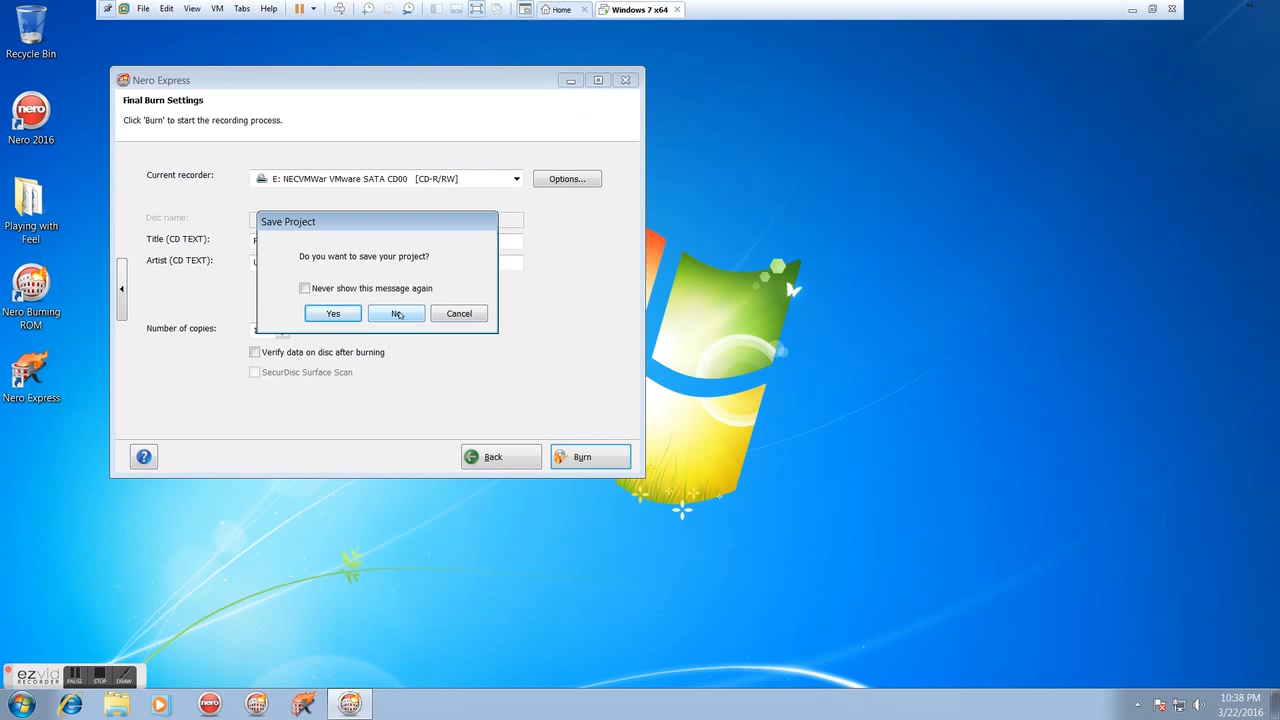 File Edit View VM Tabs Help Home Windows 7 x64
Recycle Bin
nero
Nero 2016
Playing with
Feel
Nero Burning
ROM
Nero Express
Nero Express
Final Burn Settings
Click 'Burn' to start the recording process.
Current recorder:
E: NECVMWar VMware SATA CD00 [CD-R/RW]
Options...
Disc name:
Title (CD TEXT):
Artist (CD TEXT):
Number of copies:
Verify data on disc after burning
SecurDisc Surface Scan
Save Project
Do you want to save your project?
Never show this message again
Yes
No
Cancel
?
Back
Burn
ezvid
RECORDER
PAUSE
STOP
DRAW
nero
10:38 PM
3/22/2016